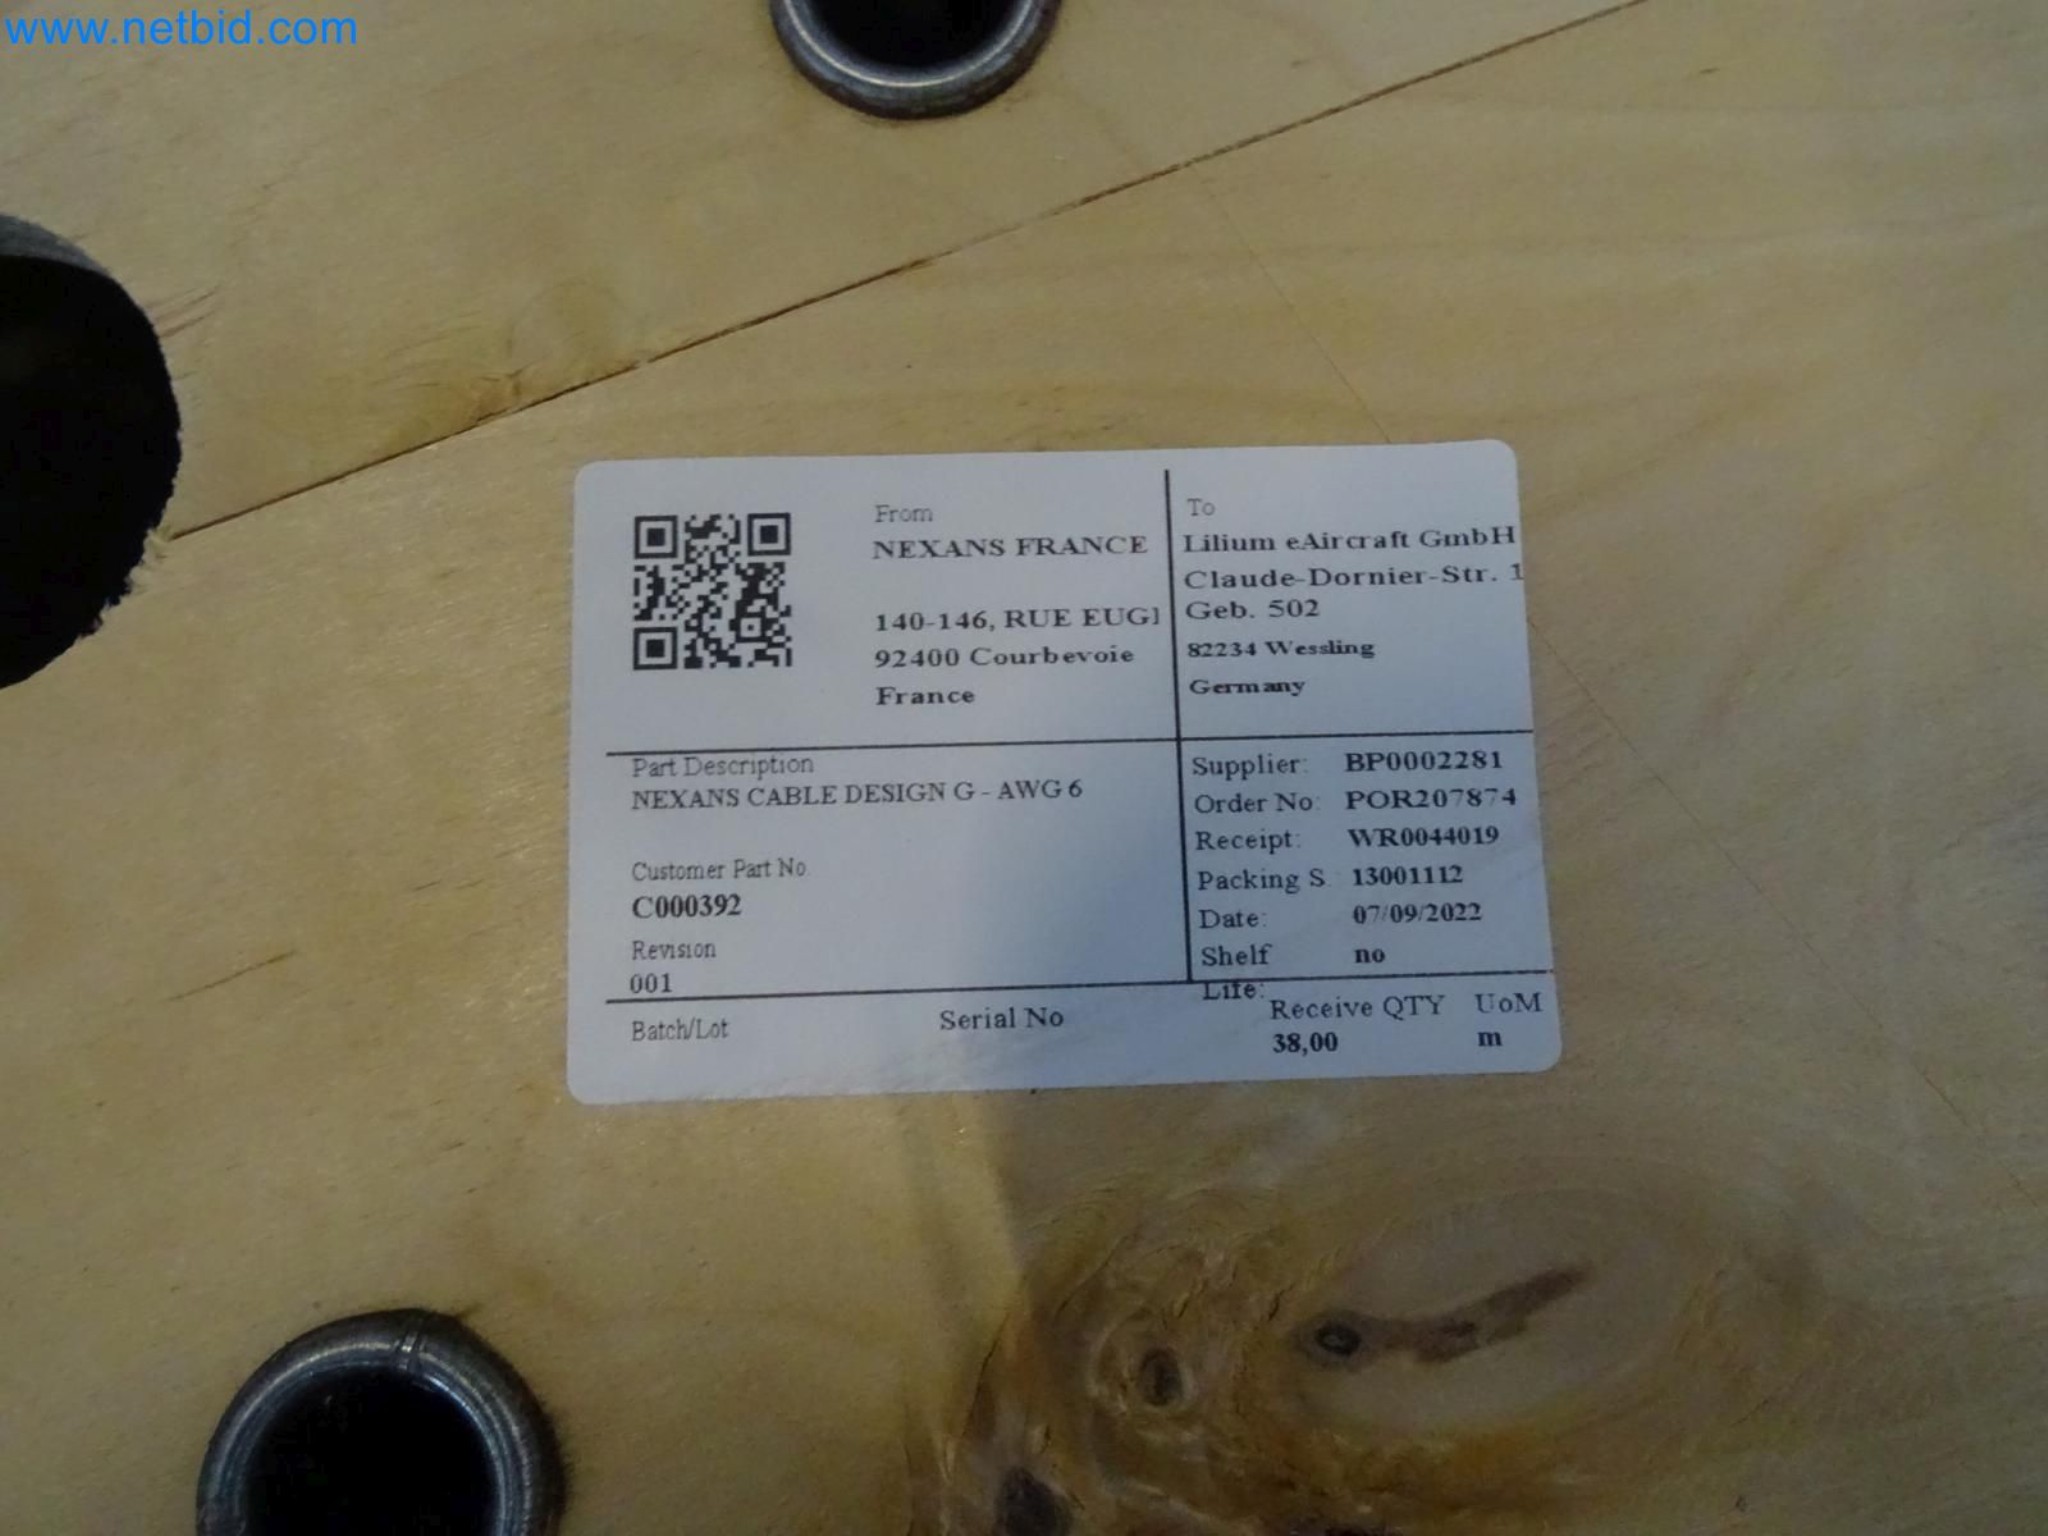 www.netbid.com
From
NEXANS FRANCE
140-146, RUE EUG
92400 Courbevoie
France
To
Lilium eAircraft GmbH
Claude-Dornier-Str. 1
Geb. 502
82234 Wessling
Germany
Part Description
NEXANS CABLE DESIGN G - AWG 6
Customer Part No
C000392
Revision
001
Supplier: BP0002281
Order No: POR207874
Receipt: WR0044019
Packing S 13001112
Date: 07/09/2022
Shelf no
Life:
Batch/Lot
Serial No
Receive QTY UoM
38,00 m